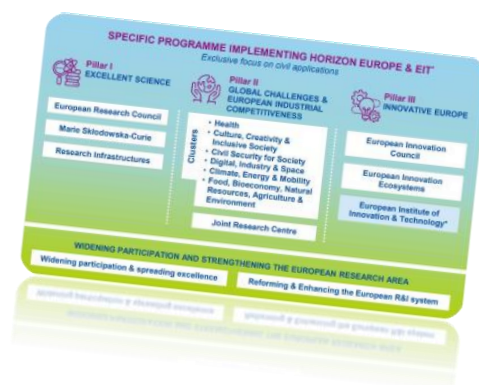 SPECIFIC PROGRAMME IMPLEMENTING HORIZON EUROPE & EIT*
Exclusive focus on civil applications
Pillar I
EXCELLENT SCIENCE
European Research Council
Marie Skłodowska-Curie
Research Infrastructures
Pillar II
GLOBAL CHALLENGES &
EUROPEAN INDUSTRIAL
COMPETITIVENESS
Clusters
• Health
• Culture, Creativity &
Inclusive Society
• Civil Security for Society
• Digital, Industry & Space
• Climate, Energy & Mobility
• Food, Bioeconomy, Natural
Resources, Agriculture &
Environment
Joint Research Centre
Pillar III
INNOVATIVE EUROPE
European Innovation
Council
European Innovation
Ecosystems
European Institute of
Innovation & Technology*
WIDENING PARTICIPATION AND STRENGTHENING THE EUROPEAN RESEARCH AREA
Widening participation & spreading excellence
Reforming & Enhancing the European R&I system